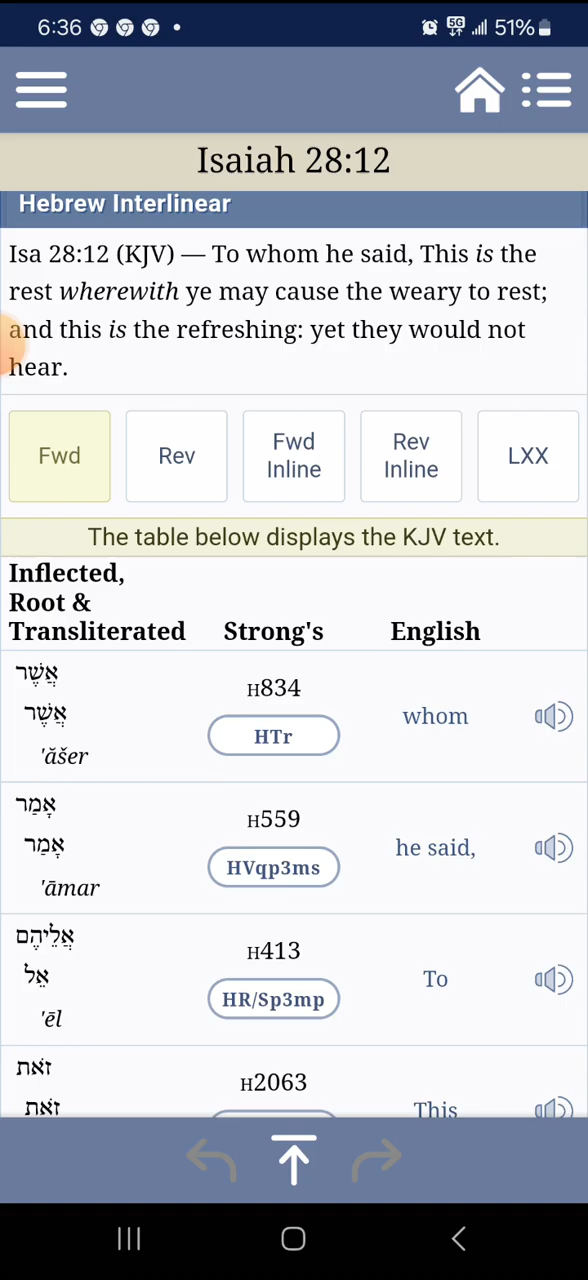 6:36
5G
51%
Isaiah 28:12
Hebrew Interlinear
Isa 28:12 (KJV) — To whom he said, This is the
rest wherewith ye may cause the weary to rest;
and this is the refreshing: yet they would not
hear.
Fwd
Rev
Fwd
Inline
Rev
Inline
LXX
The table below displays the KJV text.
Inflected,
Root &
Transliterated
Strong's
English
אֲשֶׁר
אֲשֶׁר
'ăšer
H834
HTr
whom
אָמַר
אָמַר
'āmar
H559
HVqp3ms
he said,
אֲלֵיהֶם
אֵל
'ēl
H413
HR/Sp3mp
To
זֹאת
זֹאת
H2063
This